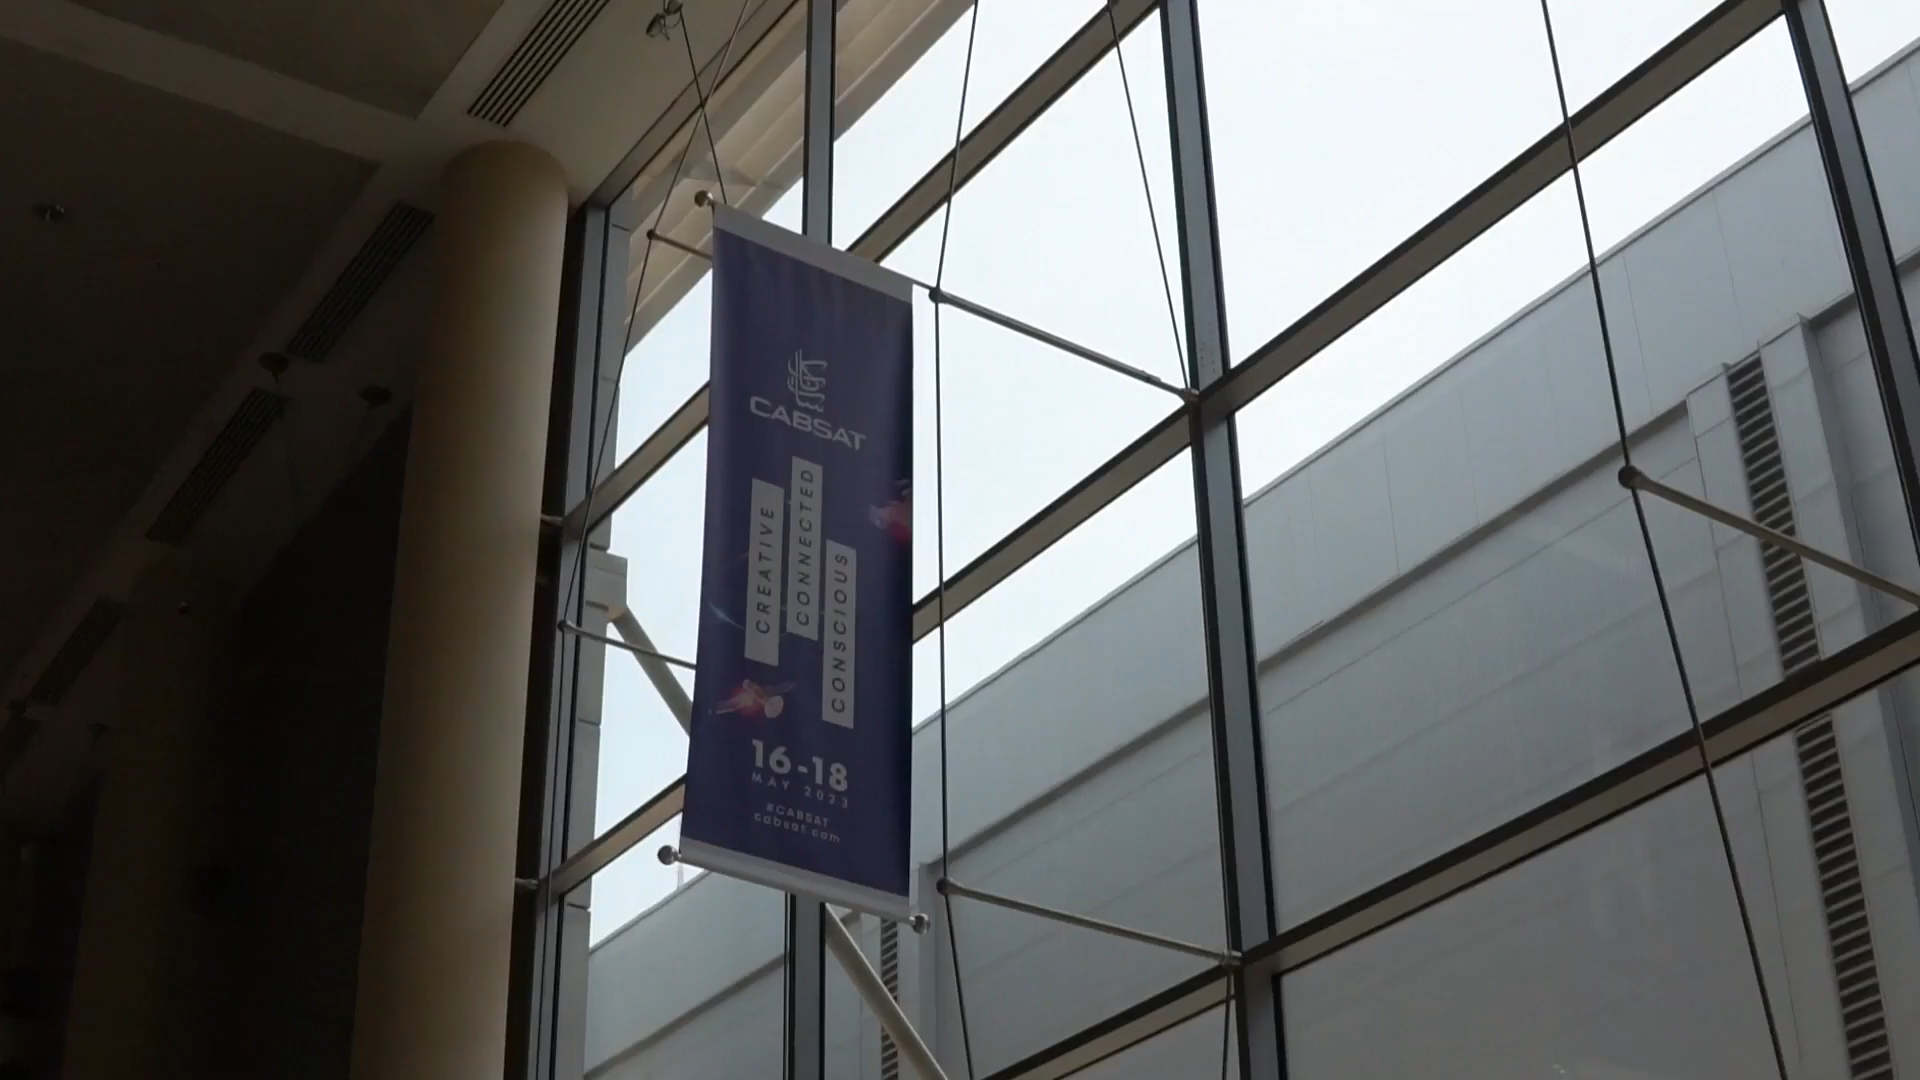 CABSAT
CREATIVE
CONNECTED
CONSCIOUS
16-18
MAY 2023
#CABSAT
cabsat.com